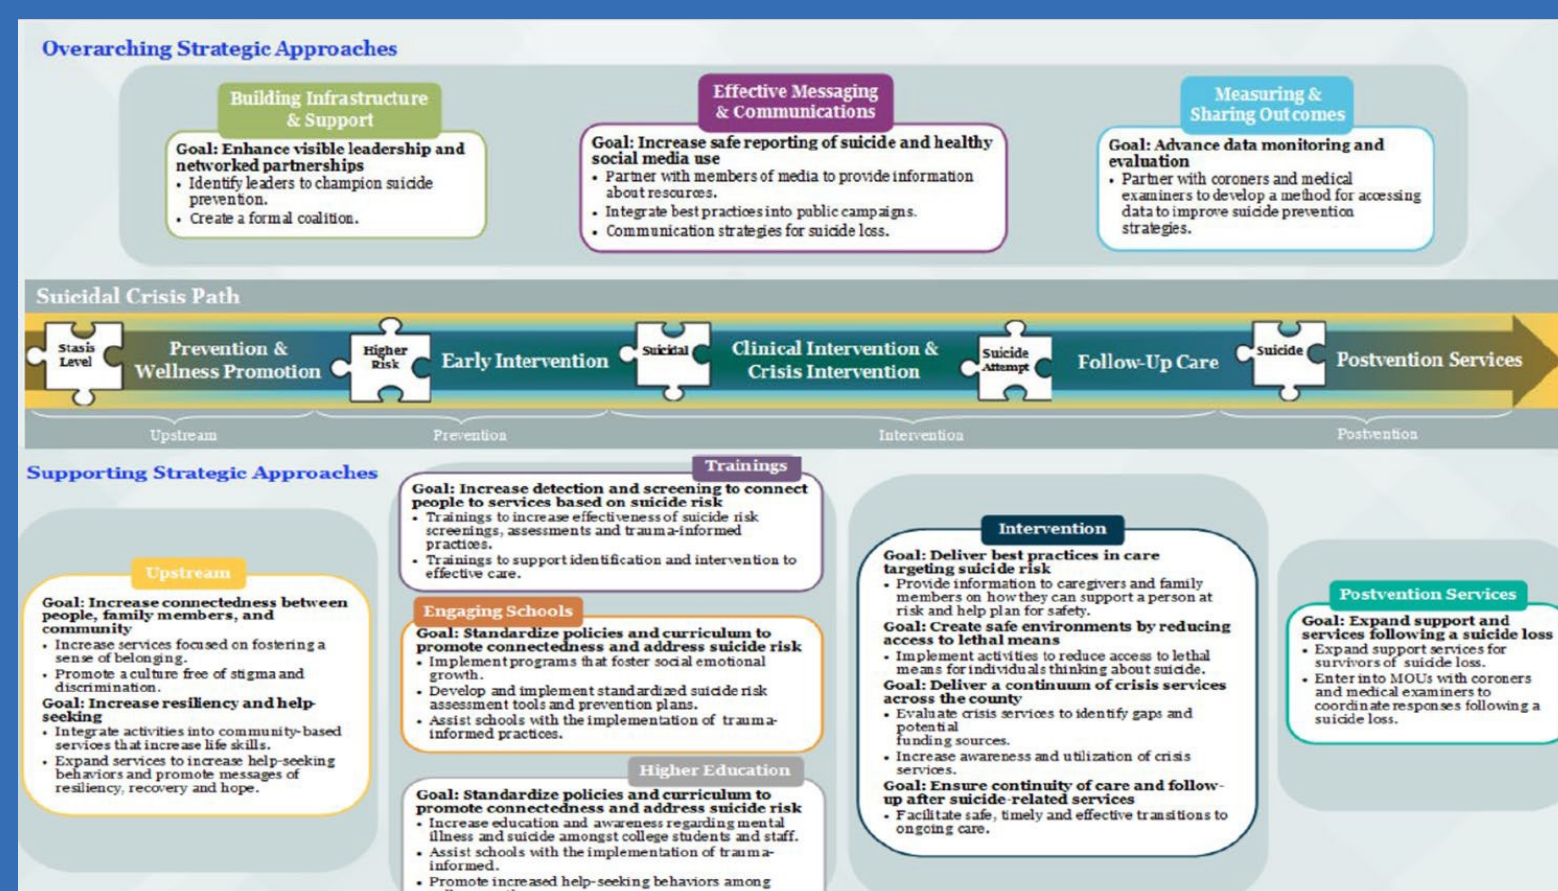 Overarching Strategic Approaches
Building Infrastructure
& Support
Goal: Enhance visible leadership and
networked partnerships
• Identify leaders to champion suicide
prevention.
• Create a formal coalition.
Effective Messaging
& Communications
Goal: Increase safe reporting of suicide and healthy
social media use
• Partner with members of media to provide information
about resources.
• Integrate best practices into public campaigns.
• Communication strategies for suicide loss.
Measuring &
Sharing Outcomes
Goal: Advance data monitoring and
evaluation
• Partner with coroners and medical
examiners to develop a method for accessing
data to improve suicide prevention
strategies.
Suicidal Crisis Path
Stasis
Level
Prevention &
Wellness Promotion
Higher
Risk
Early Intervention
Suicidal
Clinical Intervention &
Crisis Intervention
Suicide
Attempt
Follow-Up Care
Suicide
Postvention Services
Upstream
Prevention
Intervention
Postvention
Supporting Strategic Approaches
Upstream
Goal: Increase connectedness between
people, family members, and
community
• Increase services focused on fostering a
sense of belonging.
• Promote a culture free of stigma and
discrimination.
Goal: Increase resiliency and help-
seeking
• Integrate activities into community-based
services that increase life skills.
• Expand services to increase help-seeking
behaviors and promote messages of
resiliency, recovery and hope.
Trainings
Goal: Increase detection and screening to connect
people to services based on suicide risk
• Trainings to increase effectiveness of suicide risk
screenings, assessments and trauma-informed
practices.
• Trainings to support identification and intervention to
effective care.
Engaging Schools
Goal: Standardize policies and curriculum to
promote connectedness and address suicide risk
• Implement programs that foster social emotional
growth.
• Develop and implement standardized suicide risk
assessment tools and prevention plans.
• Assist schools with the implementation of trauma-
informed practices.
Higher Education
Goal: Standardize policies and curriculum to
promote connectedness and address suicide risk
• Increase education and awareness regarding mental
illness and suicide amongst college students and staff.
• Assist schools with the implementation of trauma-
informed.
• Promote increased help-seeking behaviors among
Intervention
Goal: Deliver best practices in care
targeting suicide risk
• Provide information to caregivers and family
members on how they can support a person at
risk and help plan for safety.
Goal: Create safe environments by reducing
access to lethal means
• Implement activities to reduce access to lethal
means for individuals thinking about suicide.
Goal: Deliver a continuum of crisis services
across the county
• Evaluate crisis services to identify gaps and
potential
funding sources.
• Increase awareness and utilization of crisis
services.
Goal: Ensure continuity of care and follow-
up after suicide-related services
• Facilitate safe, timely and effective transitions to
ongoing care.
Postvention Services
Goal: Expand support and
services following a suicide loss
• Expand support services for
survivors of suicide loss.
• Enter into MOUs with coroners
and medical examiners to
coordinate responses following a
suicide loss.